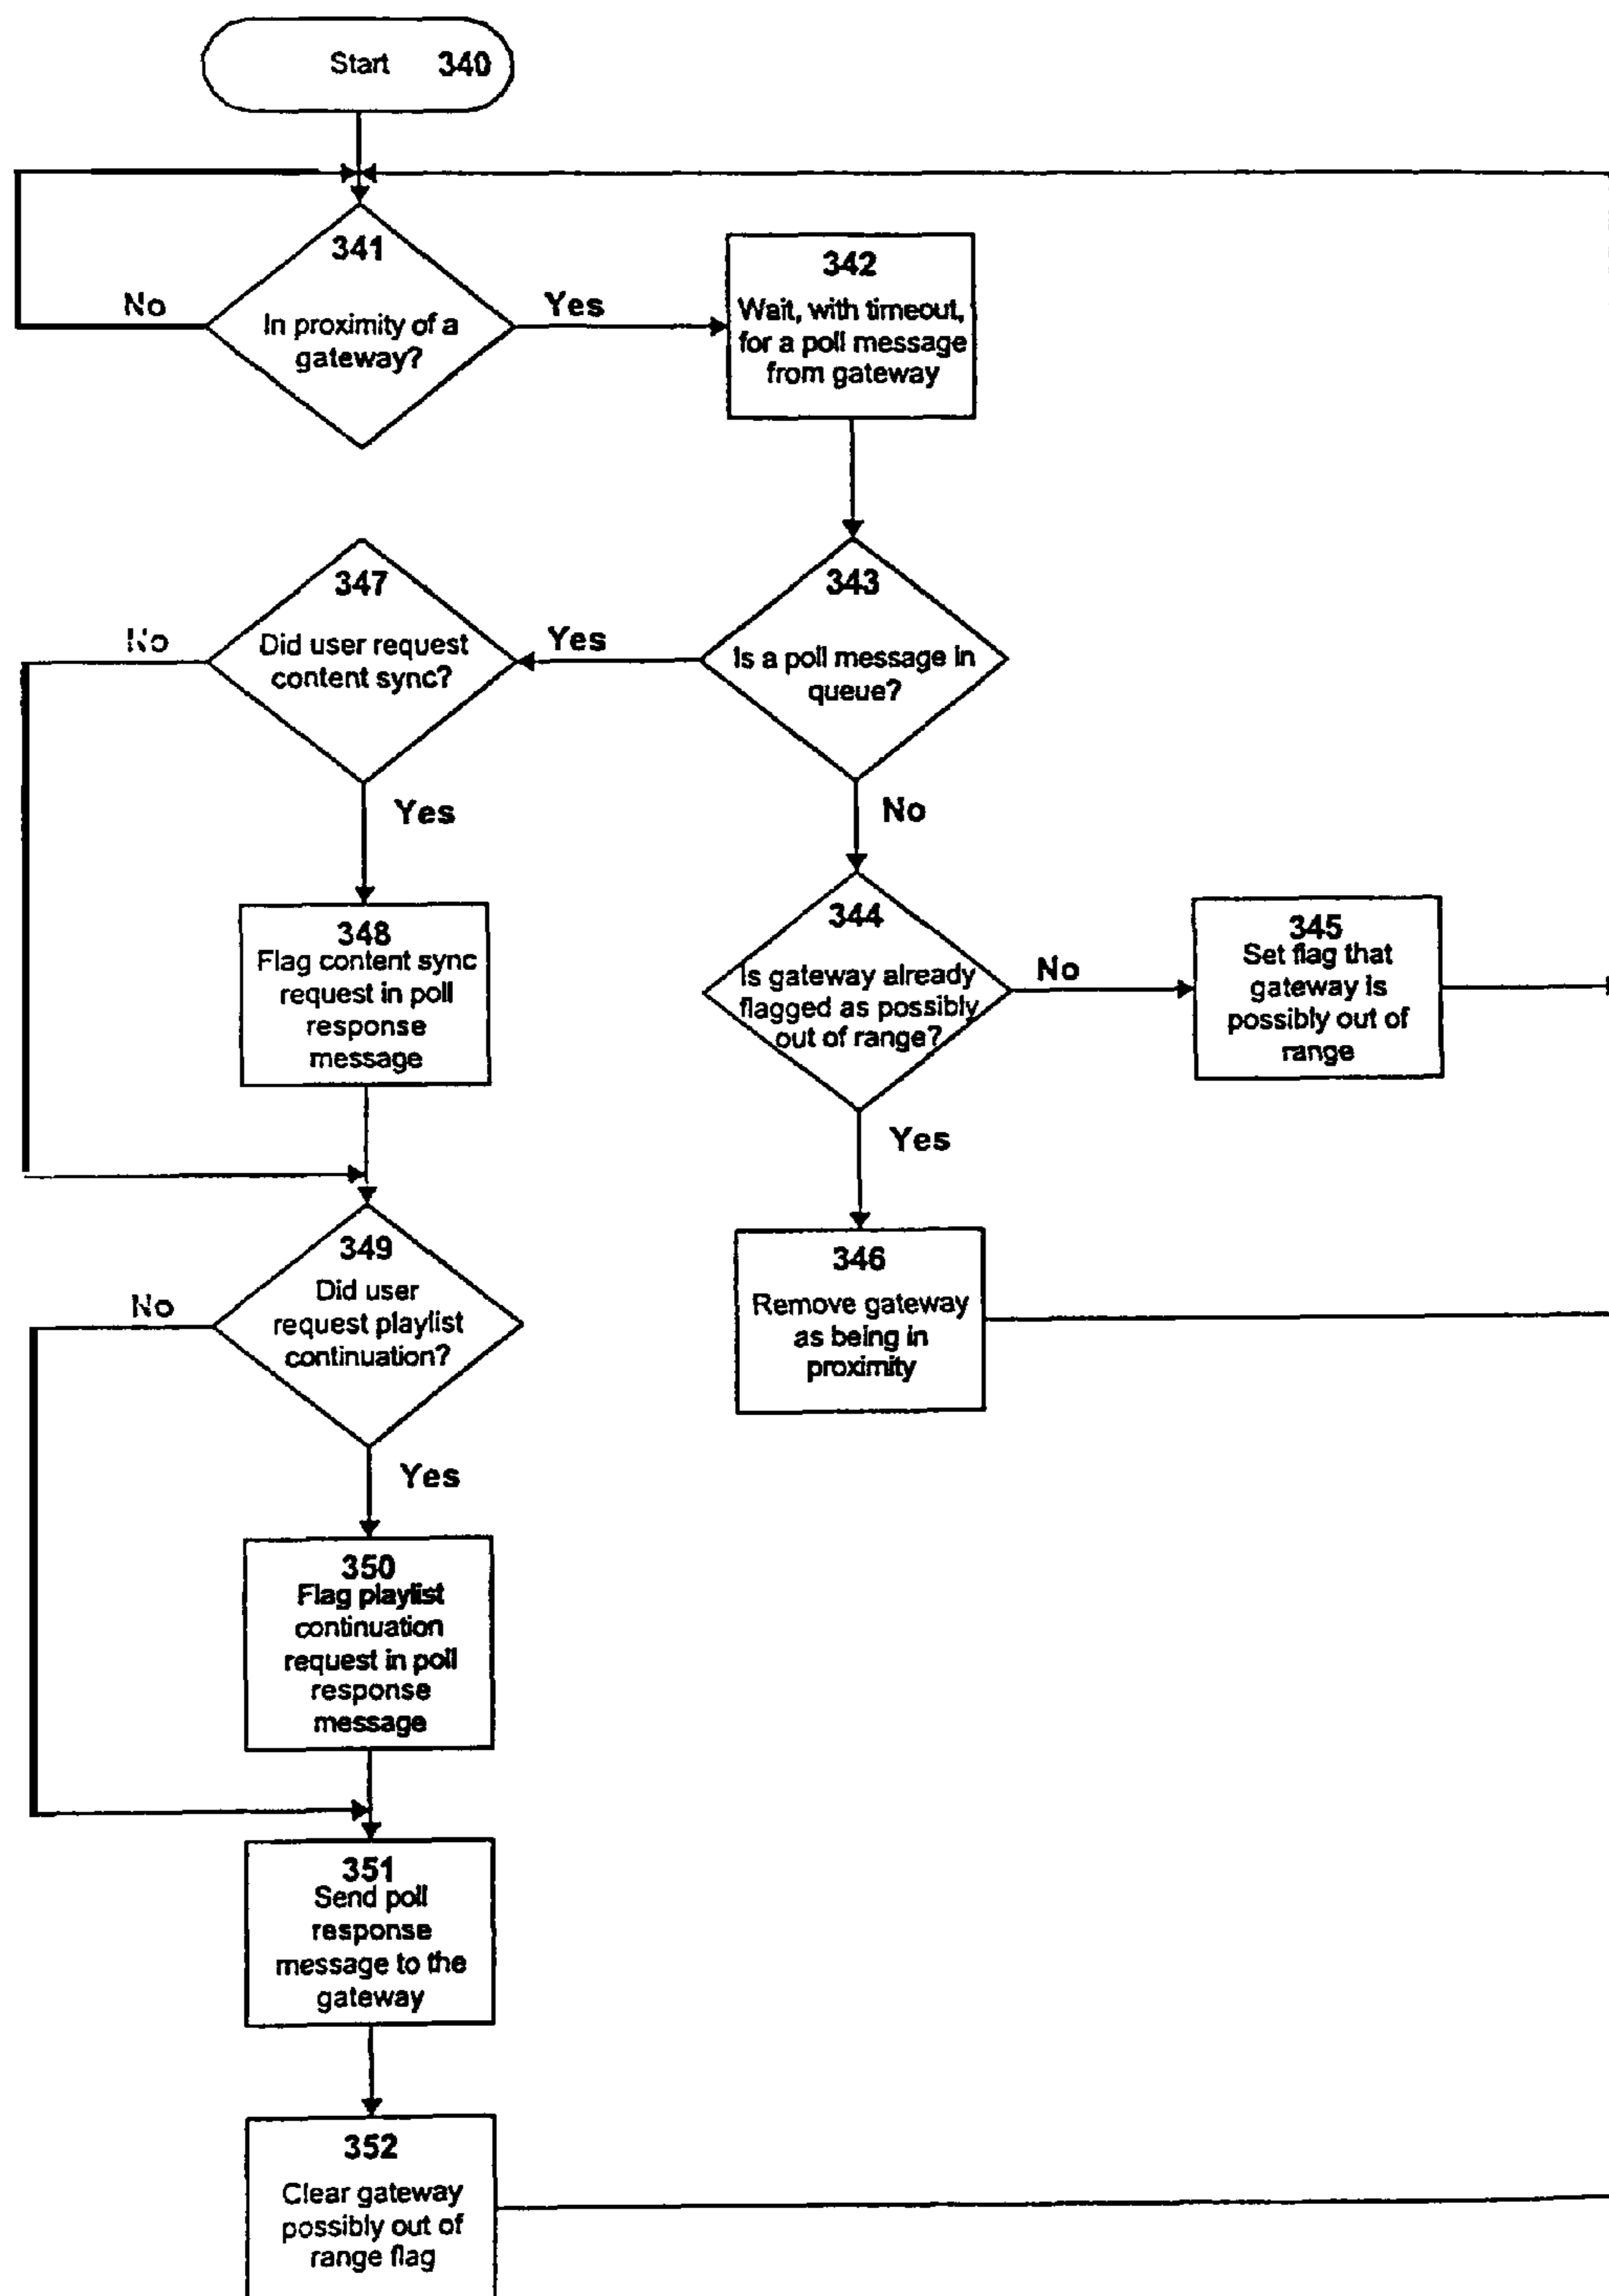 Start 340
341
In proximity of a
gateway?
No
Yes
342
Wait, with timeout,
for a poll message
from gateway
343
Is a poll message in
queue?
Yes
No
347
Did user request
content sync?
No
Yes
348
Flag content sync
request in poll
response
message
344
Is gateway already
flagged as possibly
out of range?
No
Yes
345
Set flag that
gateway is
possibly out of
range
346
Remove gateway
as being in
proximity
349
Did user
request playlist
continuation?
No
Yes
350
Flag playlist
continuation
request in poll
response
message
351
Send poll
response
message to the
gateway
352
Clear gateway
possibly out of
range flag